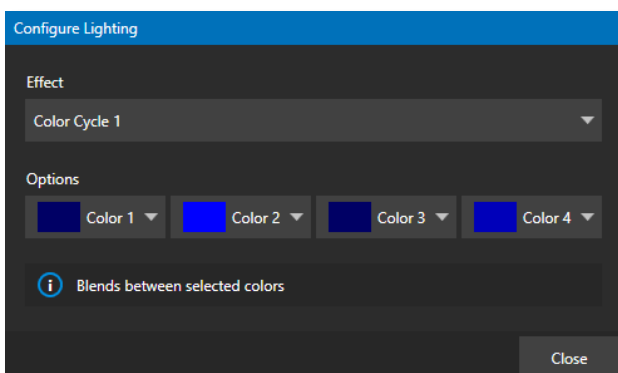 Configure Lighting
Effect
Color Cycle 1
Options
Color 1 Color 2 Color 3 Color 4
Blends between selected colors
Close